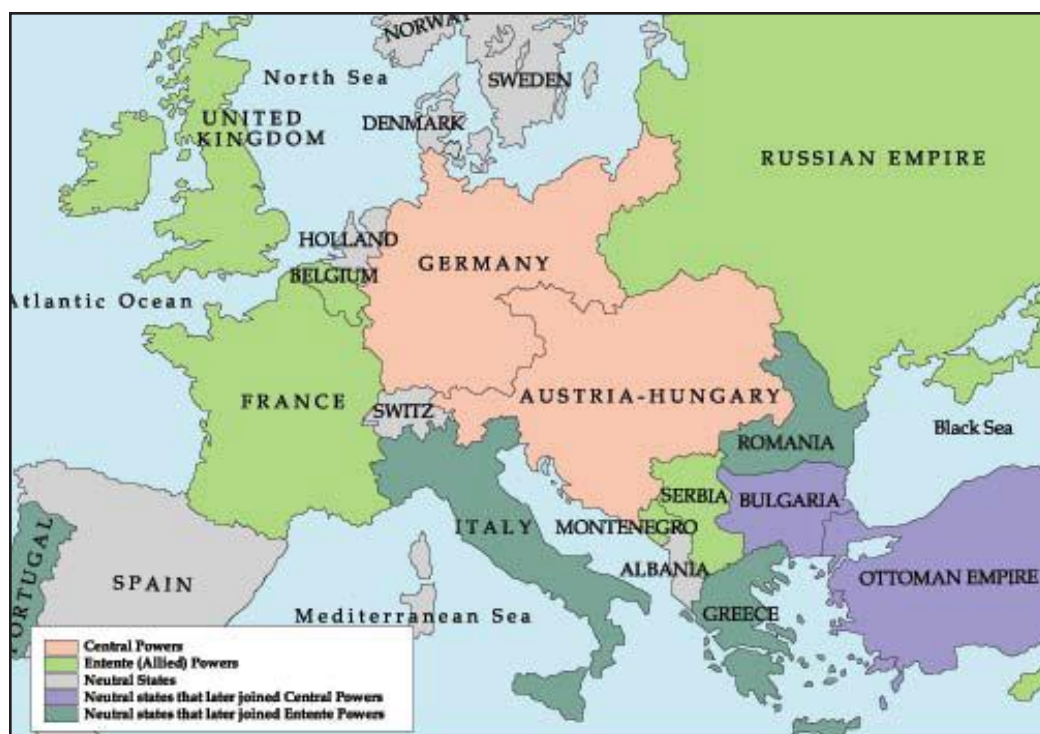 NORWAY
North Sea
SWEDEN
DENMARK
UNITED
KINGDOM
RUSSIAN EMPIRE
HOLLAND
GERMANY
BELGIUM
Atlantic Ocean
FRANCE
SWITZ
AUSTRIA-HUNGARY
Black Sea
ROMANIA
SERBIA
BULGARIA
ITALY
MONTENEGRO
PORTUGAL
SPAIN
ALBANIA
OTTOMAN EMPIRE
Mediterranean Sea
GREECE
Central Powers
Entente (Allied) Powers
Neutral States
Neutral states that later joined Central Powers
Neutral states that later joined Entente Powers